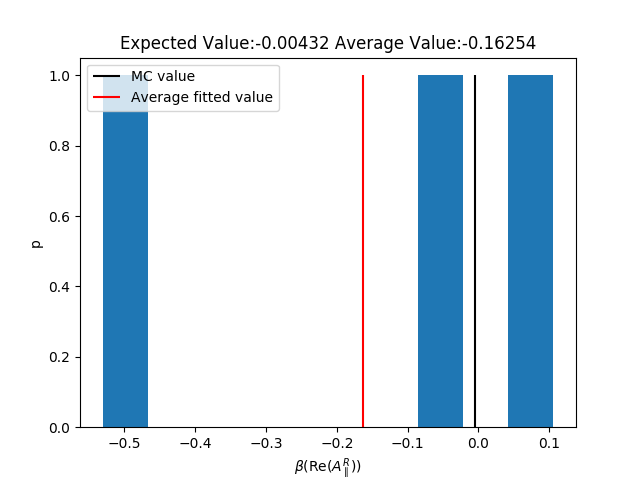 Expected Value:-0.00432 Average Value:-0.16254
MC value
Average fitted value
1.0
0.8
0.6
0.4
0.2
0.0
p
−0.5 −0.4 −0.3 −0.2 −0.1 0.0 0.1
β(Re(A∥^R))